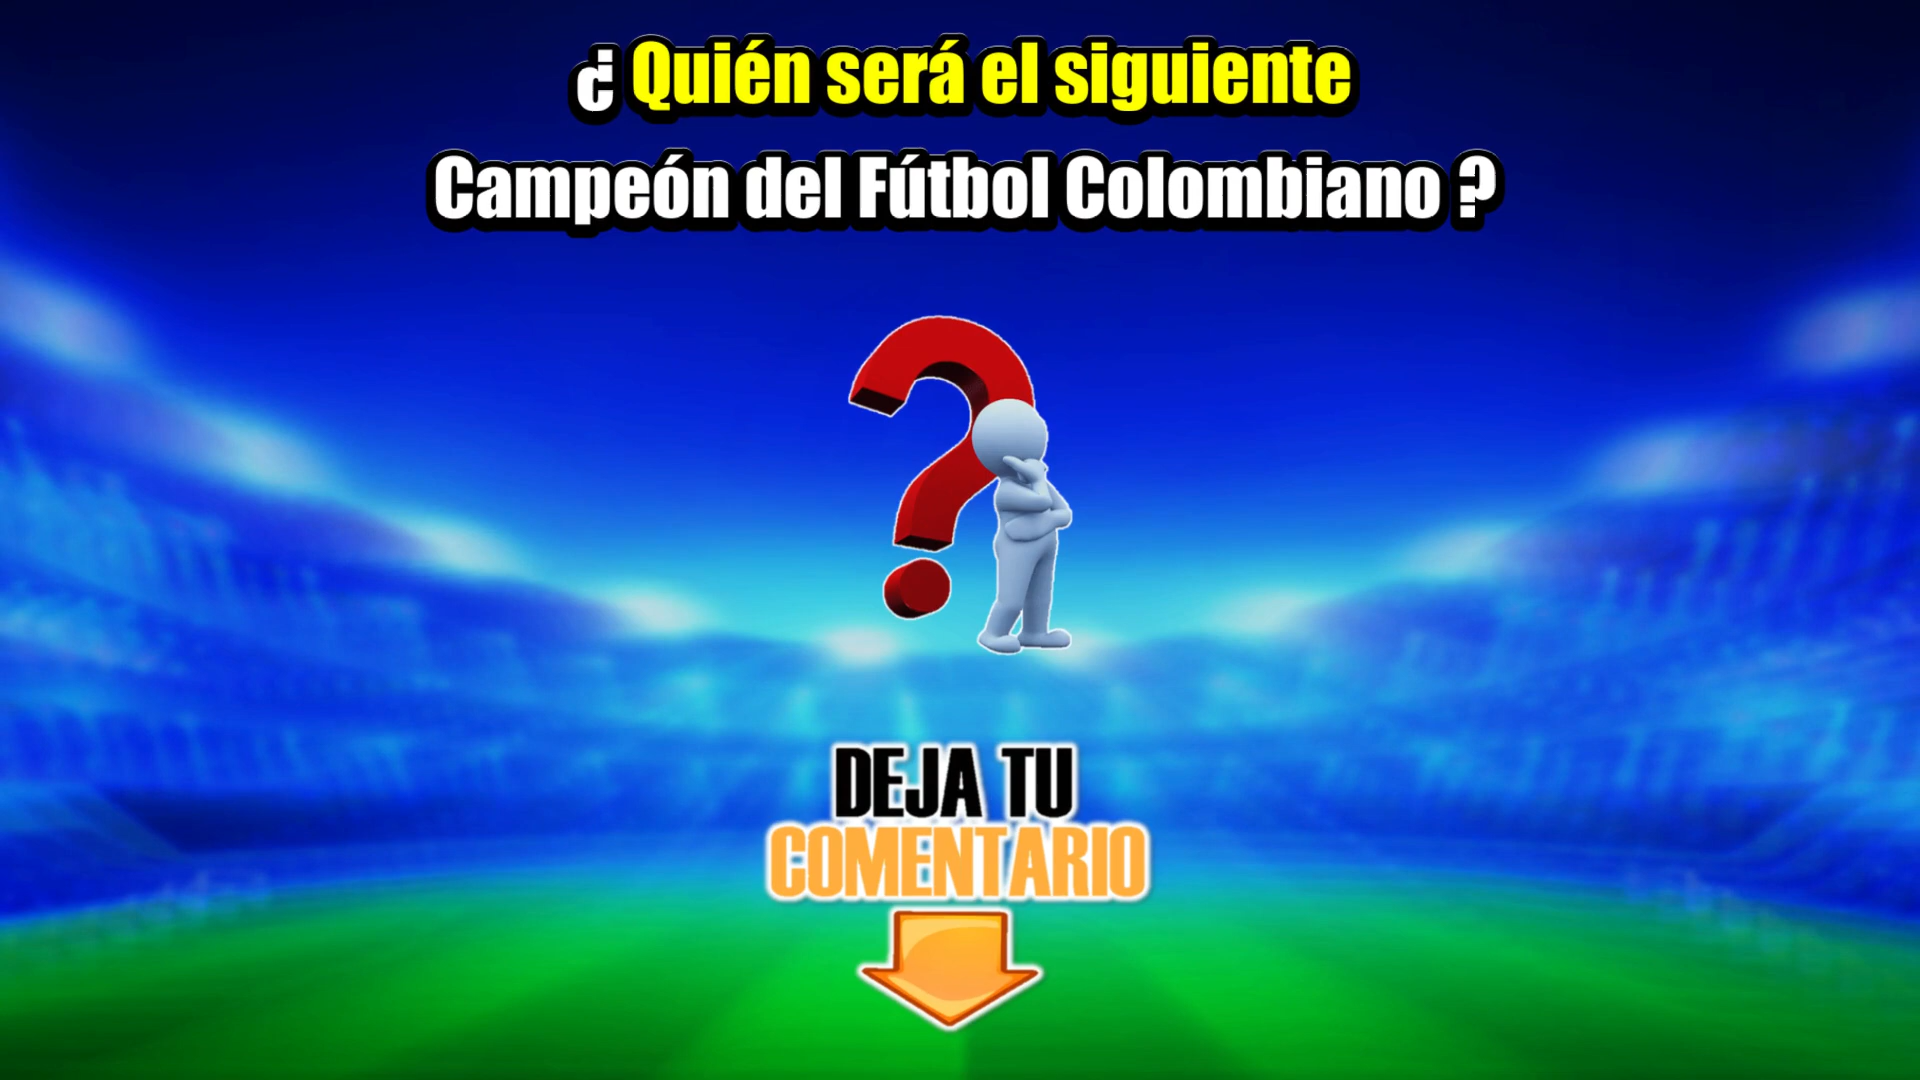 ¿ Quién será el siguiente
Campeón del Fútbol Colombiano ?
DEJA TU
COMENTARIO